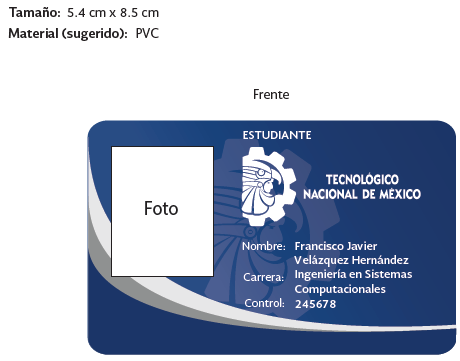 Tamaño: 5.4 cm x 8.5 cm
Material (sugerido): PVC
Frente
ESTUDIANTE
Foto
TECNOLÓGICO
NACIONAL DE MÉXICO
Nombre: Francisco Javier
Velázquez Hernández
Carrera: Ingeniería en Sistemas
Computacionales
Control: 245678